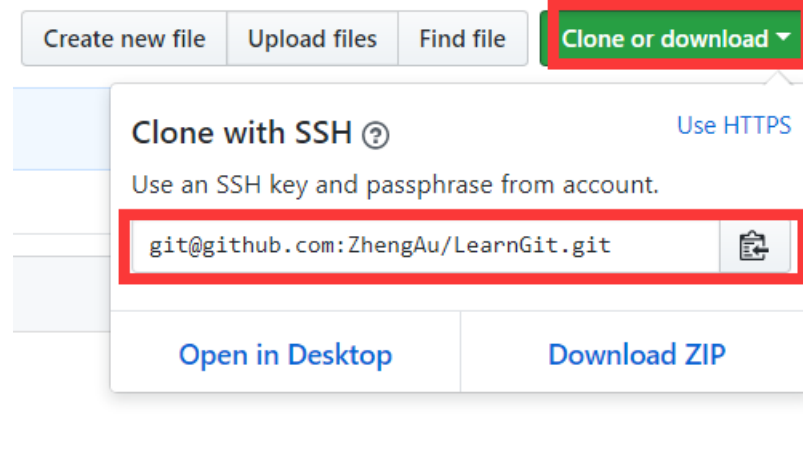 Create new file Upload files Find file Clone or download
Clone with SSH Use HTTPS
Use an SSH key and passphrase from account.
git@github.com:ZhengAu/LearnGit.git
Open in Desktop Download ZIP